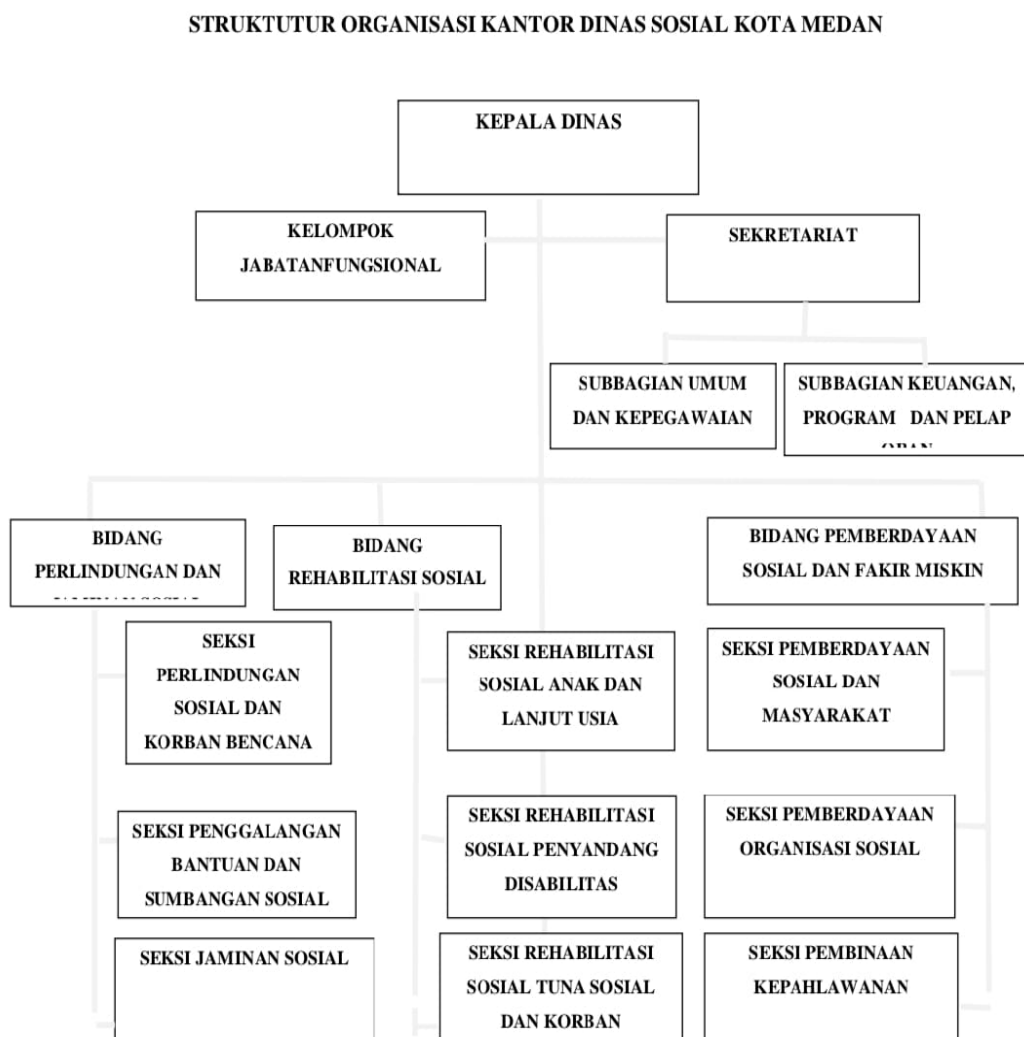 STRUKTUTUR ORGANISASI KANTOR DINAS SOSIAL KOTA MEDAN
KEPALA DINAS
KELOMPOK
JABATANFUNGSIONAL
SEKRETARIAT
SUBBAGIAN UMUM
DAN KEPEGAWAIAN
SUBBAGIAN KEUANGAN,
PROGRAM DAN PELAP
BIDANG
PERLINDUNGAN DAN
BIDANG
REHABILITASI SOSIAL
BIDANG PEMBERDAYAAN
SOSIAL DAN FAKIR MISKIN
SEKSI
PERLINDUNGAN
SOSIAL DAN
KORBAN BENCANA
SEKSI REHABILITASI
SOSIAL ANAK DAN
LANJUT USIA
SEKSI PEMBERDAYAAN
SOSIAL DAN
MASYARAKAT
SEKSI PENGGALANGAN
BANTUAN DAN
SUMBANGAN SOSIAL
SEKSI REHABILITASI
SOSIAL PENYANDANG
DISABILITAS
SEKSI PEMBERDAYAAN
ORGANISASI SOSIAL
SEKSI JAMINAN SOSIAL
SEKSI REHABILITASI
SOSIAL TUNA SOSIAL
DAN KORBAN
SEKSI PEMBINAAN
KEPAHLAWANAN